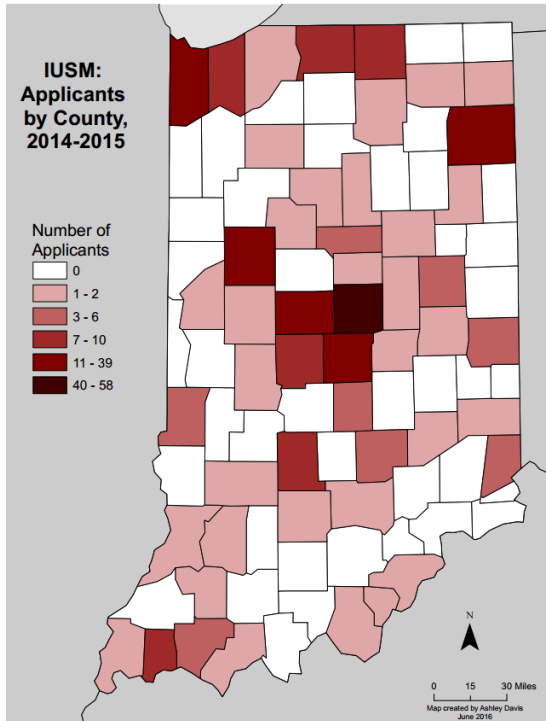 IUSM:
Applicants
by County,
2014-2015
Number of
Applicants
0
1 - 2
3 - 6
7 - 10
11 - 39
40 - 58
N
0 15 30 Miles
Map created by Ashley Davis
June 2016